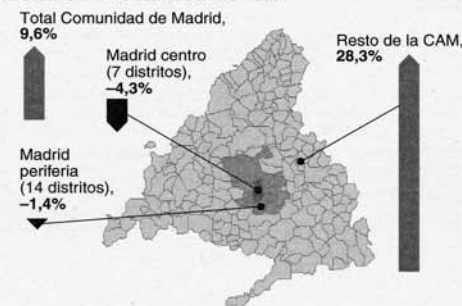 Total Comunidad de Madrid,
9,6%
Madrid centro
(7 distritos),
–4,3%
Resto de la CAM,
28,3%
Madrid
periferia
(14 distritos),
–1,4%